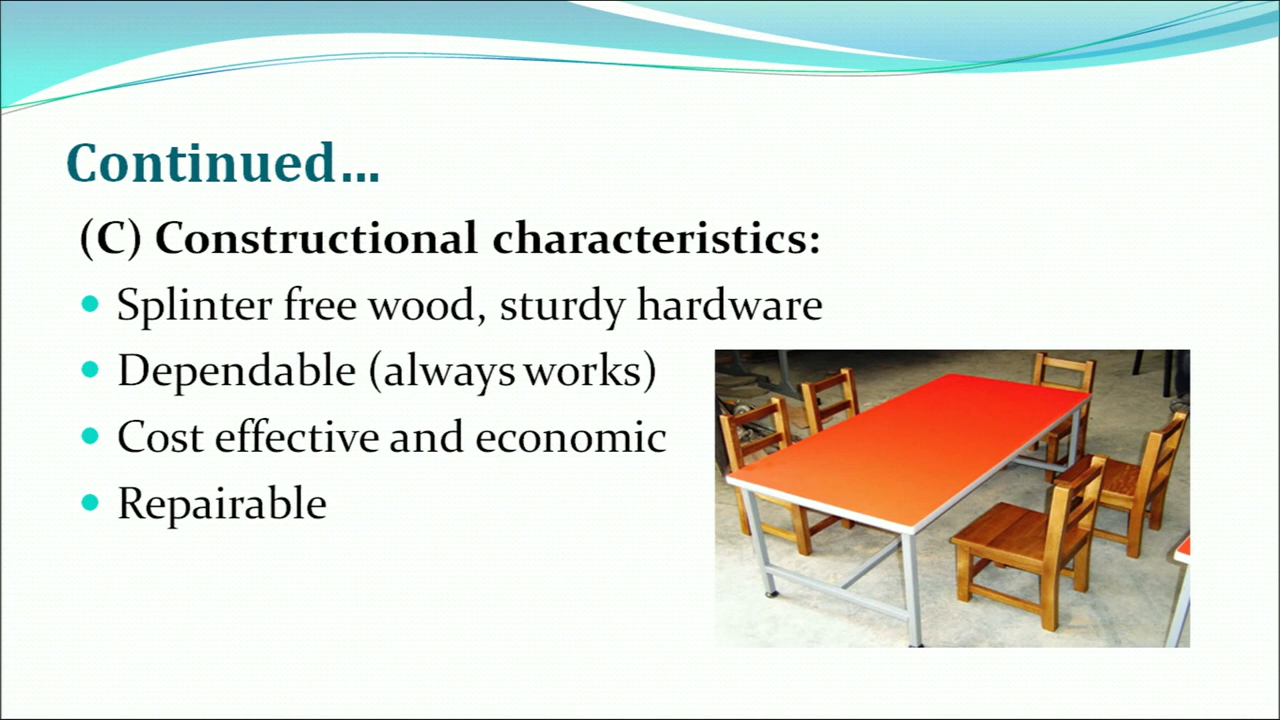 Continued...
(C) Constructional characteristics:
Splinter free wood, sturdy hardware
Dependable (always works)
Cost effective and economic
Repairable